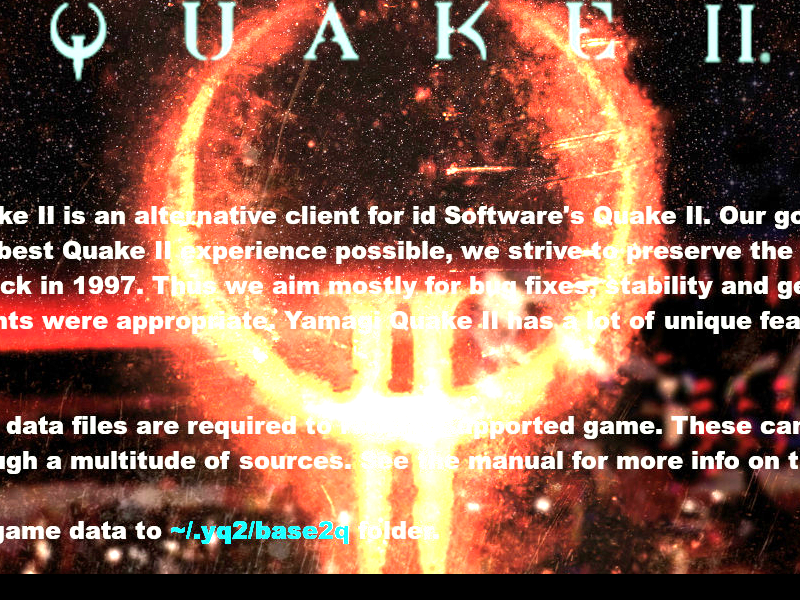 QUAKE II.
ke II is an alternative client for id Software's Quake II. Our go
best Quake II experience possible, we strive to preserve the
ck in 1997. Thus we aim mostly for bug fixes, stability and ge
nts were appropriate. Yamagi Quake II has a lot of unique fea
data files are required to supported game. These can
ugh a multitude of sources. See the manual for more info on t
game data to ~/.yq2/base2q folder.